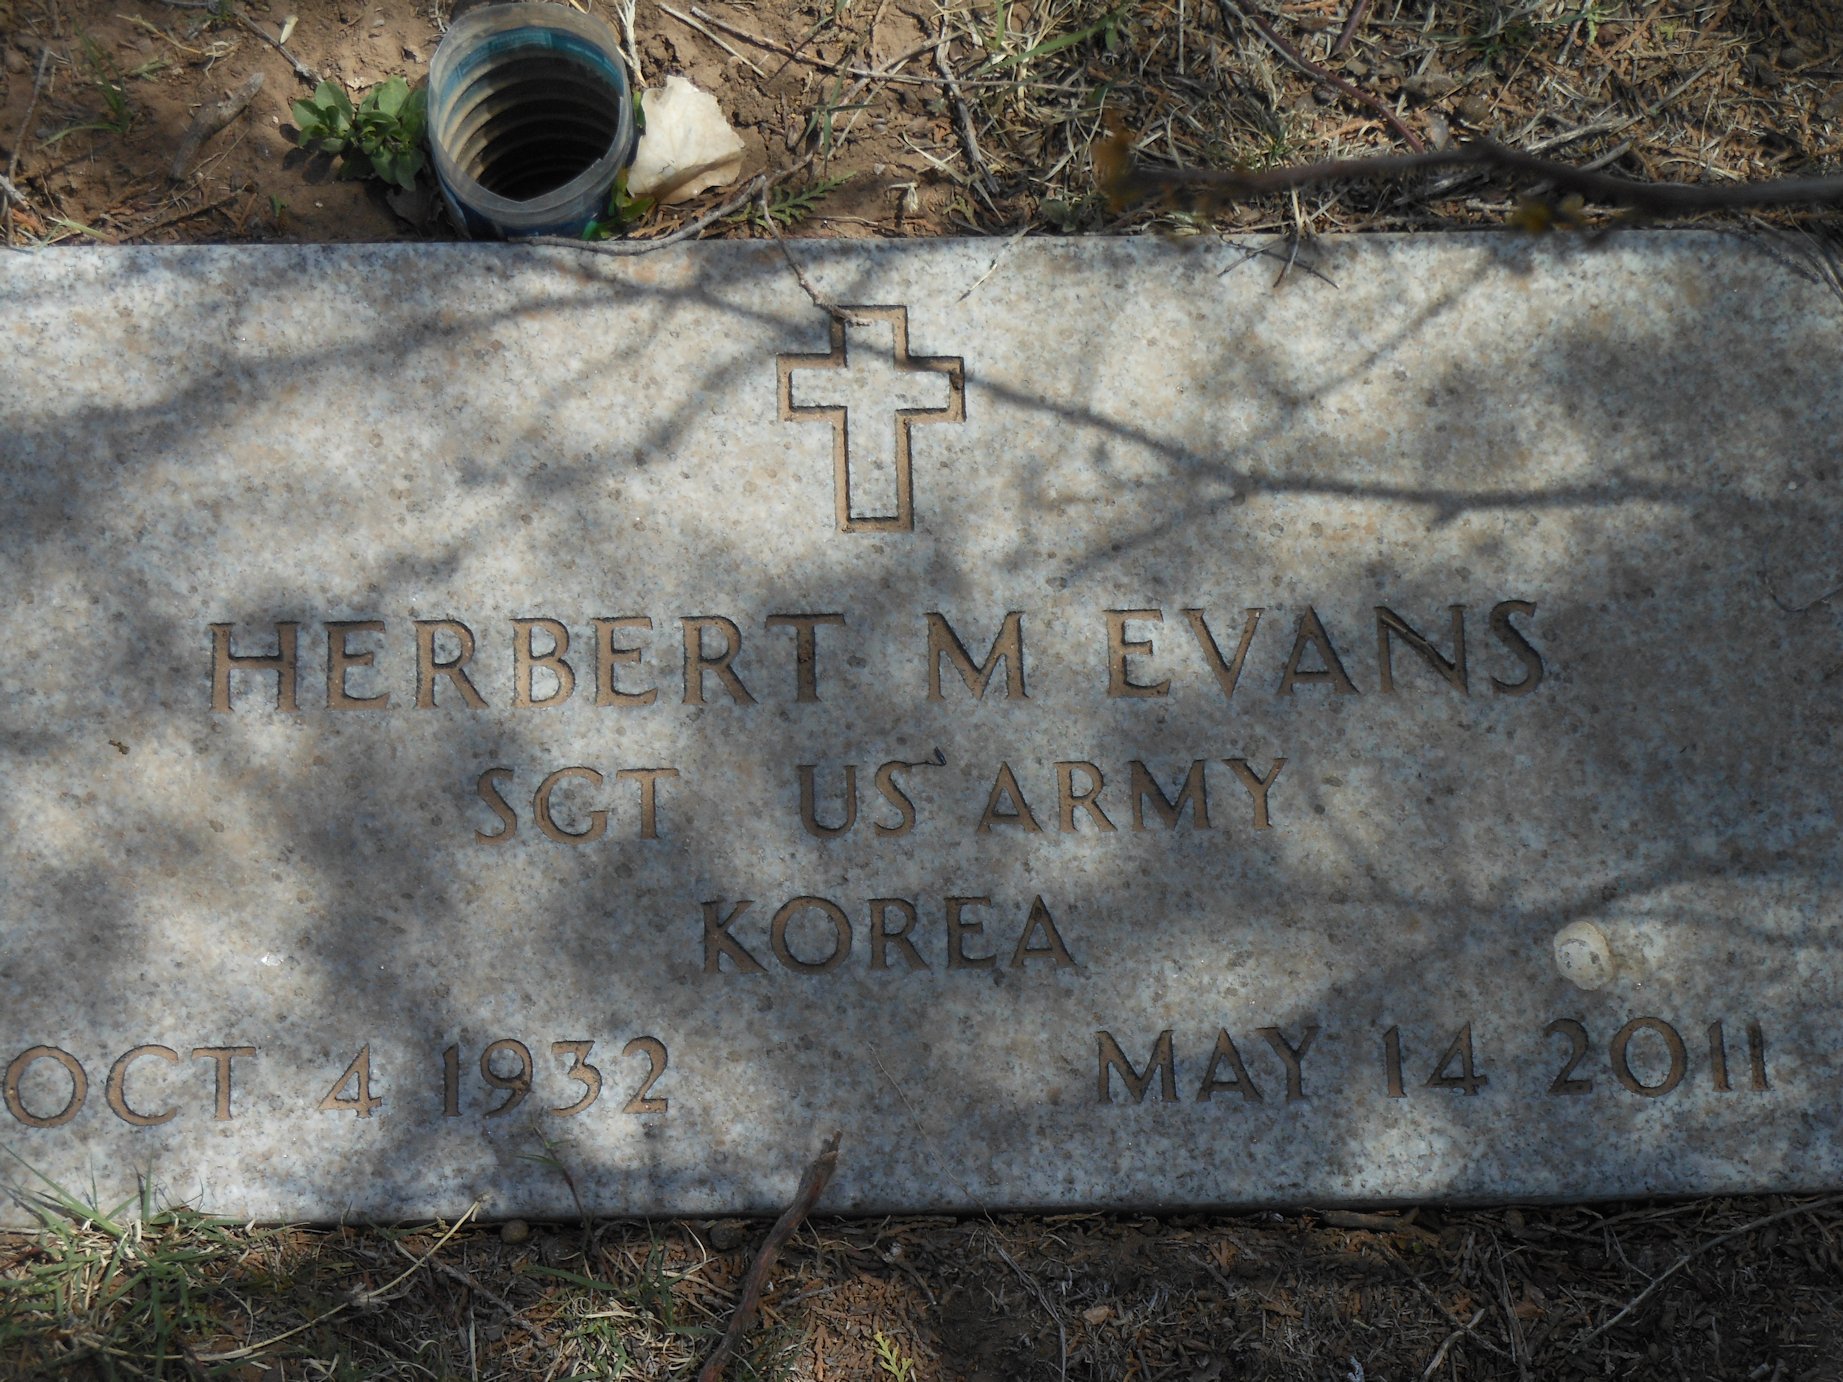 HERBERT M EVANS
SGT US ARMY
KOREA
OCT 4 1932 MAY 14 2011